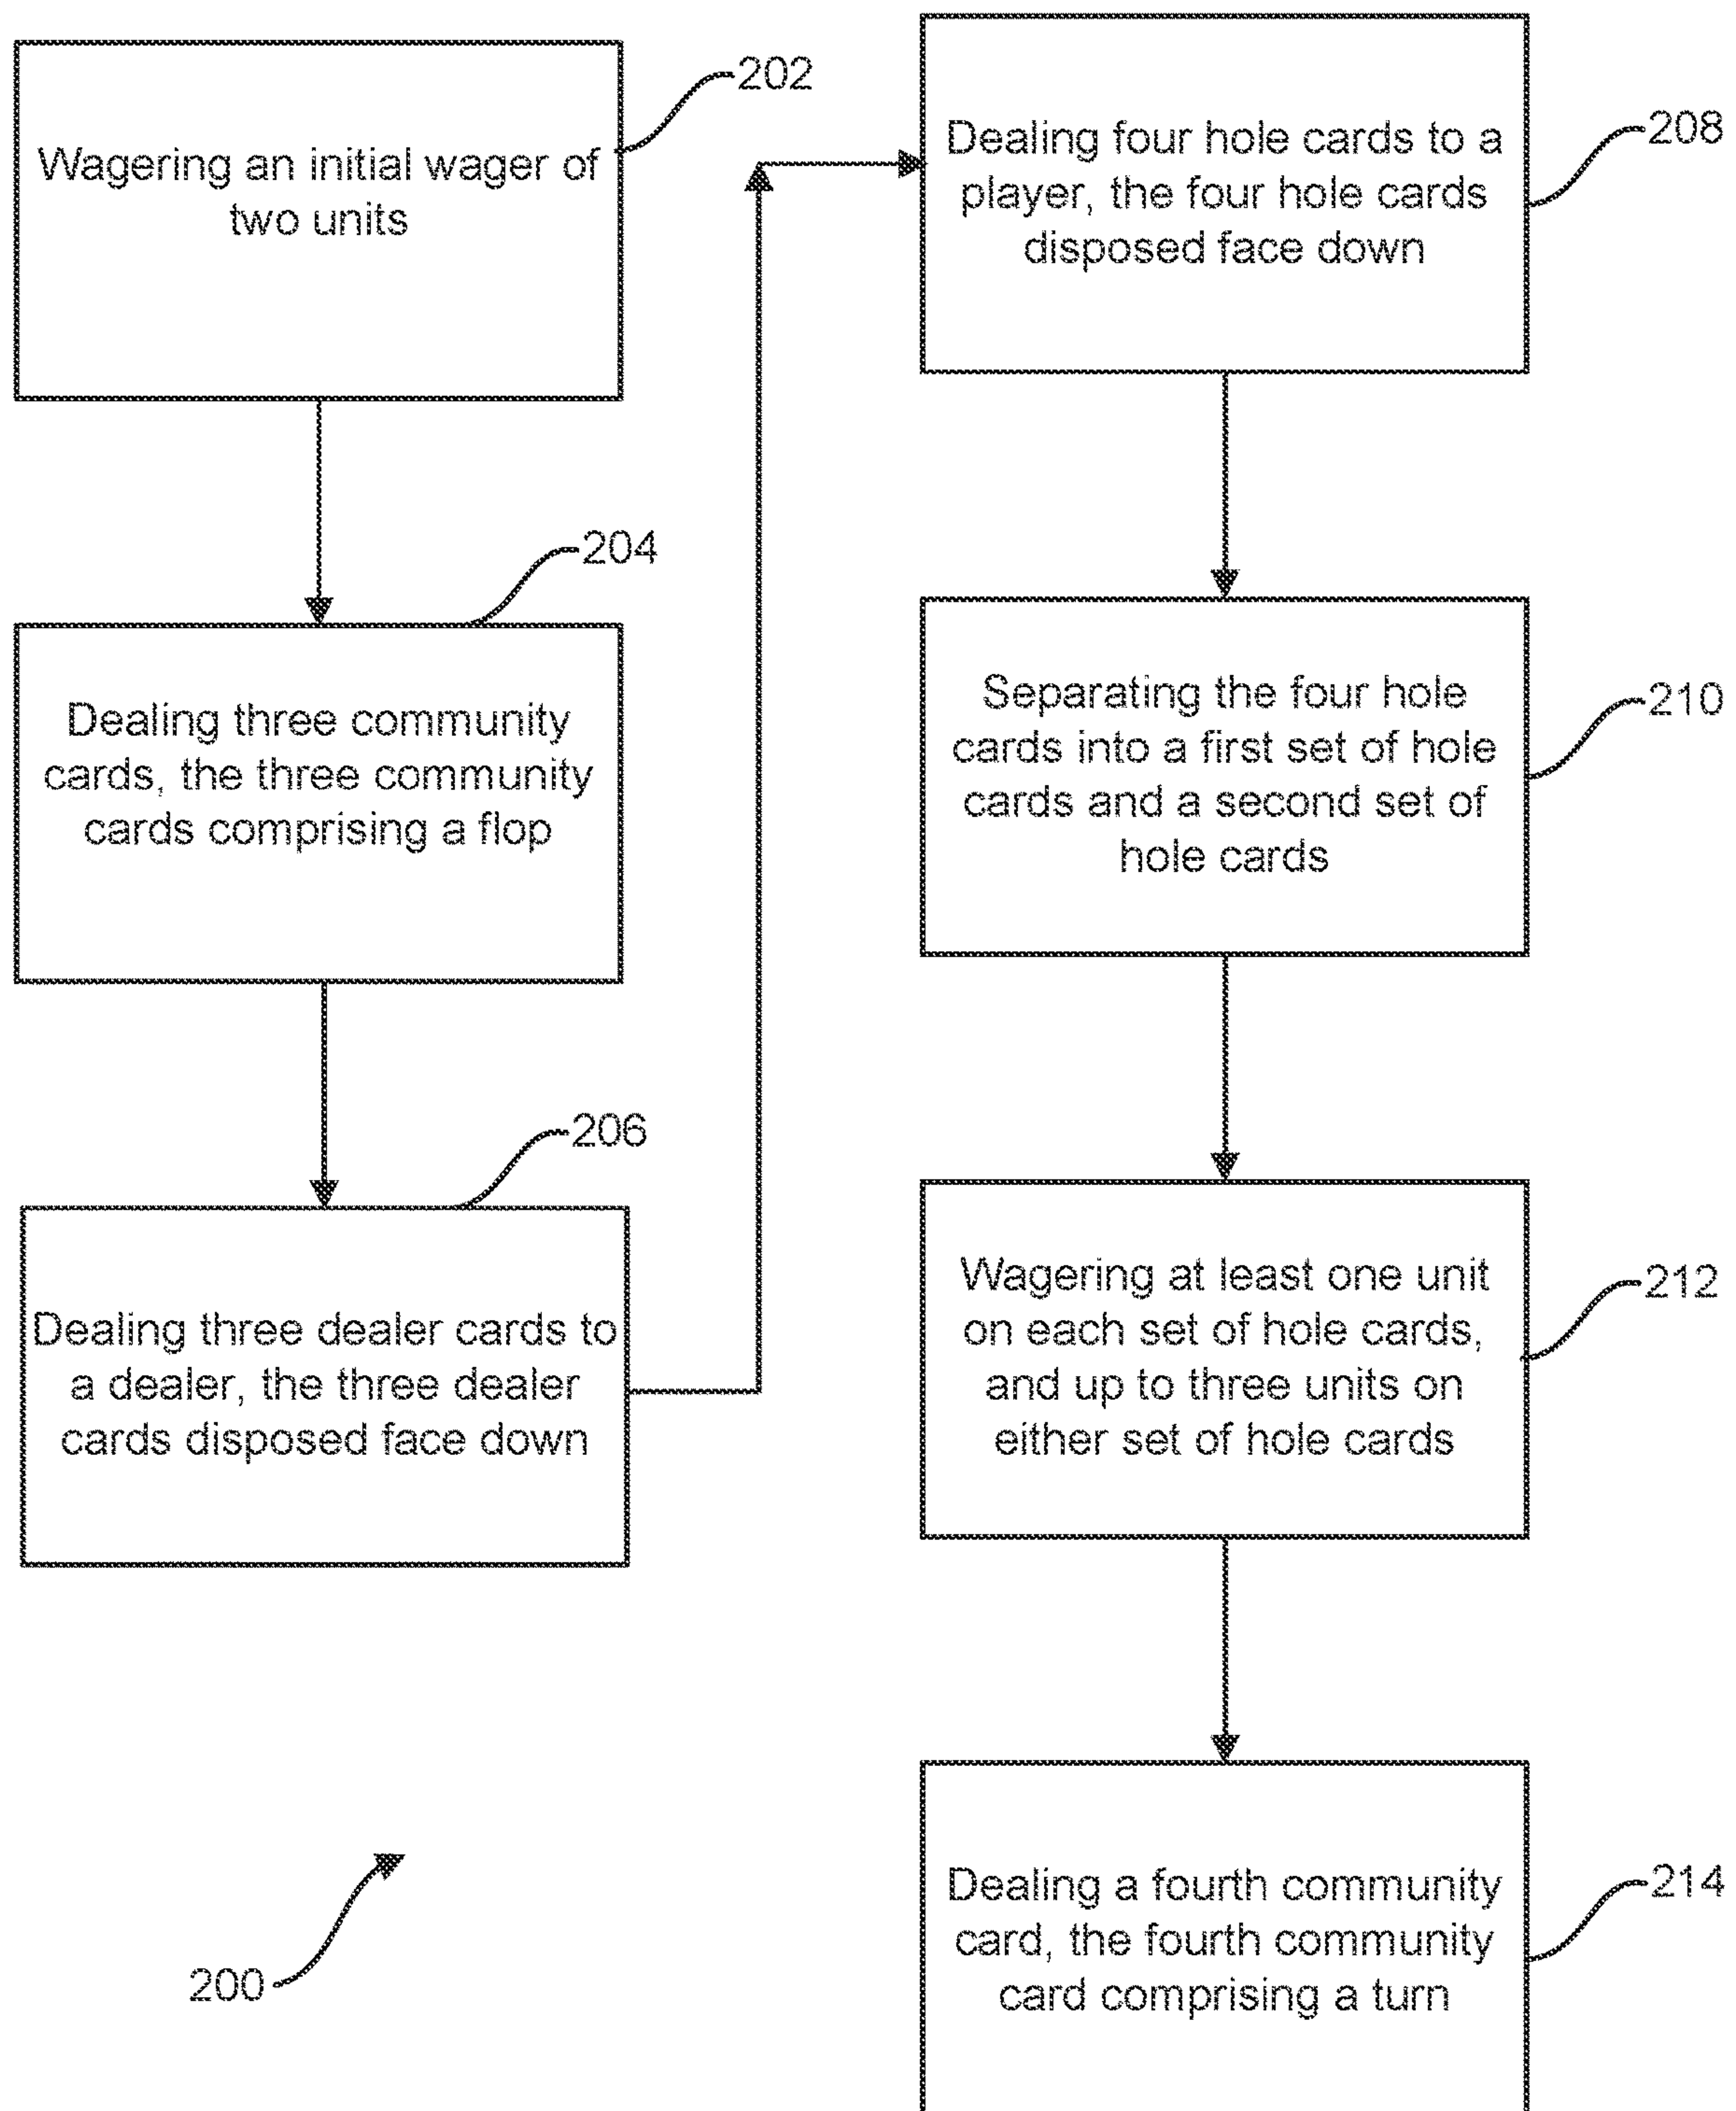 202
Wagering an initial wager of
two units
204
Dealing three community
cards, the three community
cards comprising a flop
206
Dealing three dealer cards to
a dealer, the three dealer
cards disposed face down
200
208
Dealing four hole cards to a
player, the four hole cards
disposed face down
210
Separating the four hole
cards into a first set of hole
cards and a second set of
hole cards
212
Wagering at least one unit
on each set of hole cards,
and up to three units on
either set of hole cards
214
Dealing a fourth community
card, the fourth community
card comprising a turn